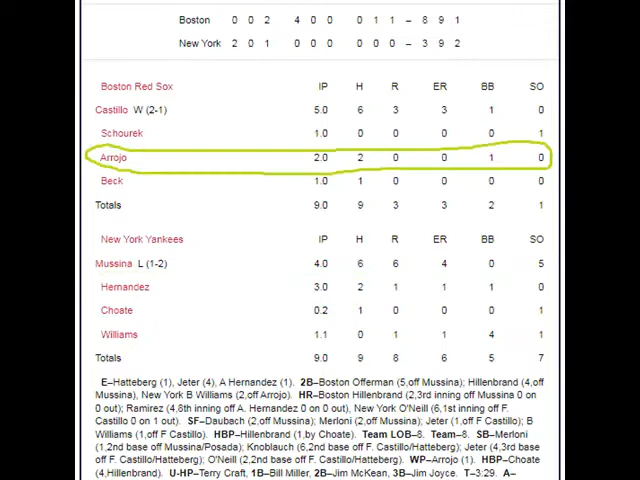 Boston 0 0 2 4 0 0 0 1 1 – 8 9 1
New York 2 0 1 0 0 0 0 0 0 – 3 9 2
Boston Red Sox IP H R ER BB SO
Castillo W (2-1) 5.0 6 3 3 1 0
Schourek 1.0 0 0 0 0 1
Arrojo 2.0 2 0 0 1 0
Beck 1.0 1 0 0 0 0
Totals 9.0 9 3 3 2 1
New York Yankees IP H R ER BB SO
Mussina L (1-2) 4.0 6 6 4 0 5
Hernandez 3.0 2 1 1 1 0
Choate 0.2 1 0 0 0 1
Williams 1.1 0 1 1 4 1
Totals 9.0 9 8 6 5 7
E–Hatteberg (1), Jeter (4), A Hernandez (1). 2B–Boston Offerman (5,off Mussina); Hillenbrand (4,off
Mussina), New York B Williams (2,off Arrojo). HR–Boston Hillenbrand (2,3rd inning off Mussina 0 on
0 out); Ramirez (4,8th inning off A. Hernandez 0 on 0 out), New York O'Neill (6,1st inning off F.
Castillo 0 on 1 out). SF–Daubach (2,off Mussina); Merloni (2,off Mussina); Jeter (1,off F Castillo); B
Williams (1,off F Castillo). HBP–Hillenbrand (1,by Choate). Team LOB–8. Team–8. SB–Merloni
(1,2nd base off Mussina/Posada); Knoblauch (6,2nd base off F. Castillo/Hatteberg); Jeter (4,3rd base
off F. Castillo/Hatteberg); O'Neill (2,2nd base off F. Castillo/Hatteberg). WP–Arrojo (1). HBP–Choate
(4,Hillenbrand). U-HP–Terry Craft, 1B–Bill Miller, 2B–Jim McKean, 3B–Jim Joyce. T–3:29. A–